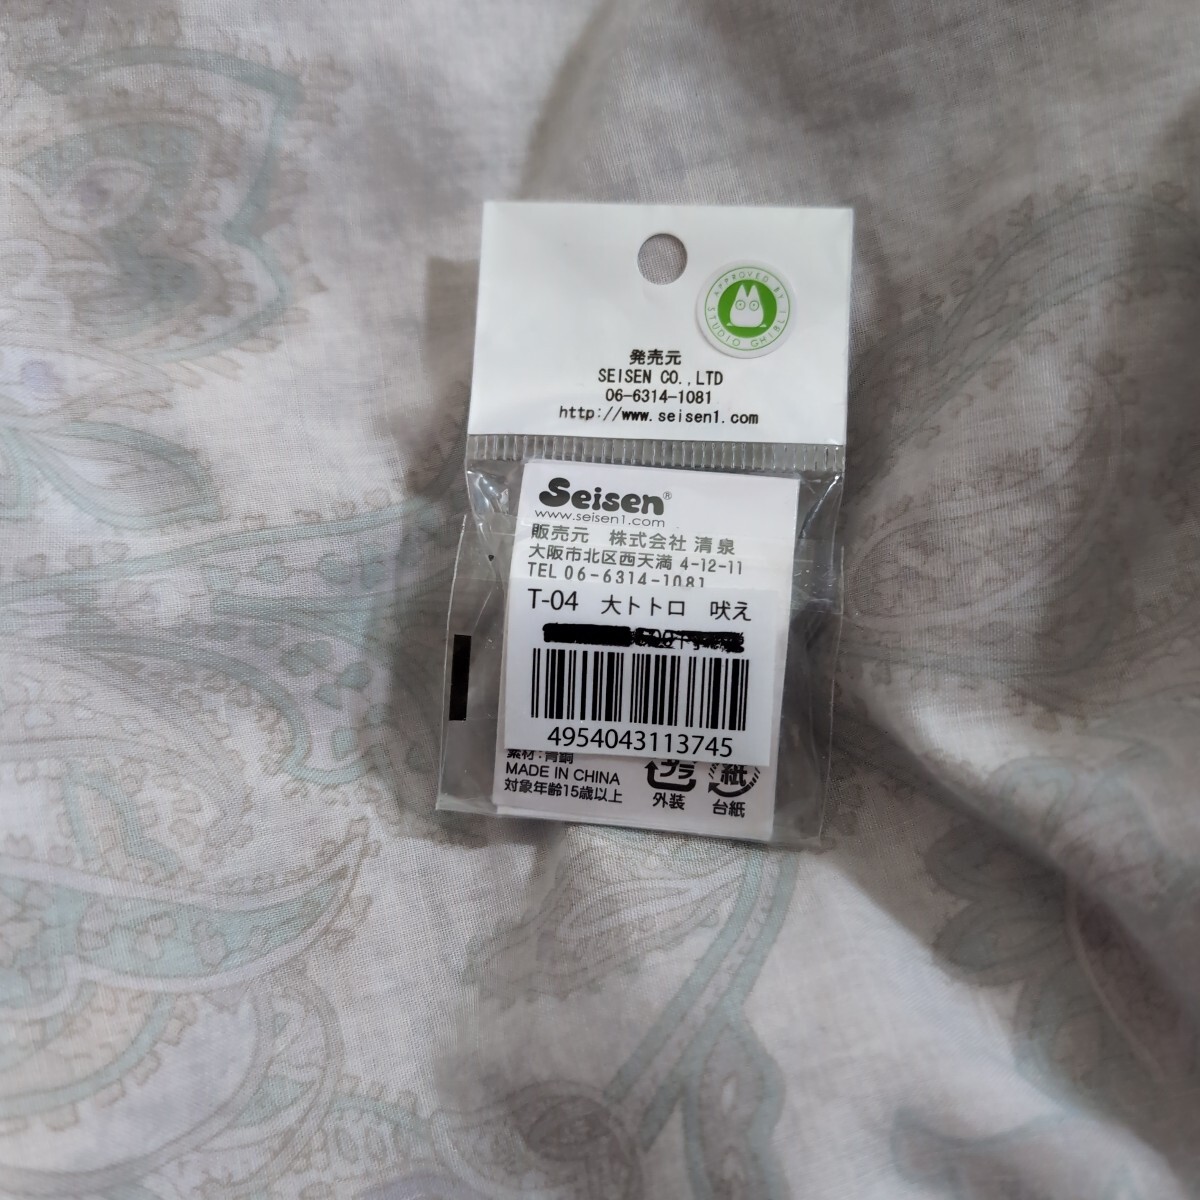 APPROVED BY
STUDIO GHIBLI
発売元
SEISEN CO.,LTD
06-6314-1081
http://www.seisen1.com
Seisen®
www.seisen1.com
販売元 株式会社 清泉
大阪市北区西天満 4-12-11
TEL 06-6314-1081
T-04 大トトロ 吠え
4954043113745
素材:青銅
MADE IN CHINA
対象年齢15歳以上
プラ
外装
紙
台紙